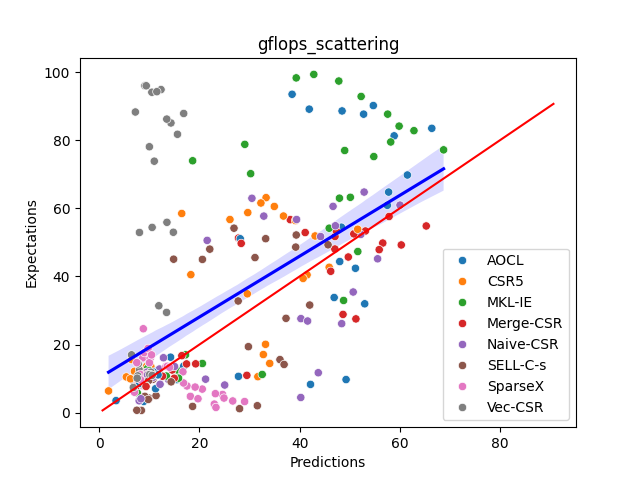 gflops_scattering
Expectations
100
80
60
40
20
0
0
20
40
60
80
Predictions
AOCL
CSR5
MKL-IE
Merge-CSR
Naive-CSR
SELL-C-s
SparseX
Vec-CSR